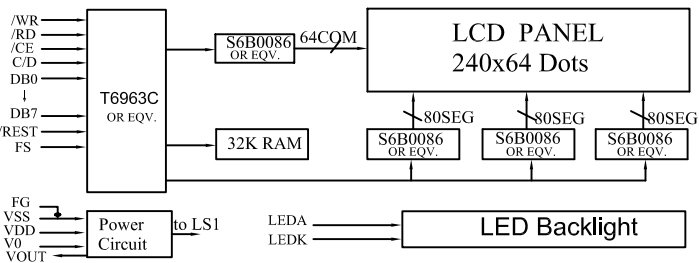 /WR
/RD
/CE
C/D
DB0
DB7
/REST
FS
T6963C
OR EQV.
S6B0086
OR EQV.
64COM
LCD PANEL
240x64 Dots
32K RAM
80SEG
80SEG
80SEG
S6B0086
OR EQV.
S6B0086
OR EQV.
S6B0086
OR EQV.
FG
VSS
VDD
V0
VOUT
Power
Circuit
to LS1
LEDA
LEDK
LED Backlight